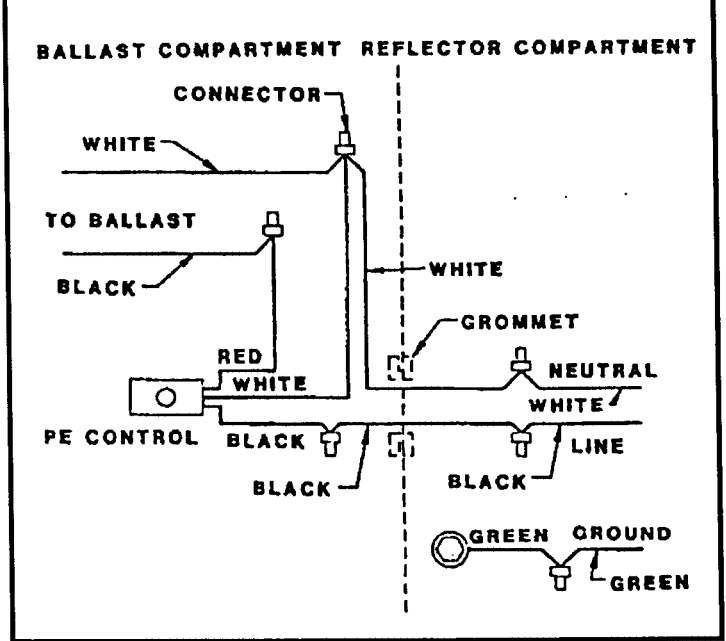 BALLAST COMPARTMENT REFLECTOR COMPARTMENT
CONNECTOR
WHITE
TO BALLAST
BLACK
WHITE
GROMMET
RED
WHITE
NEUTRAL
WHITE
PE CONTROL
BLACK
LINE
BLACK
BLACK
GREEN GROUND
GREEN